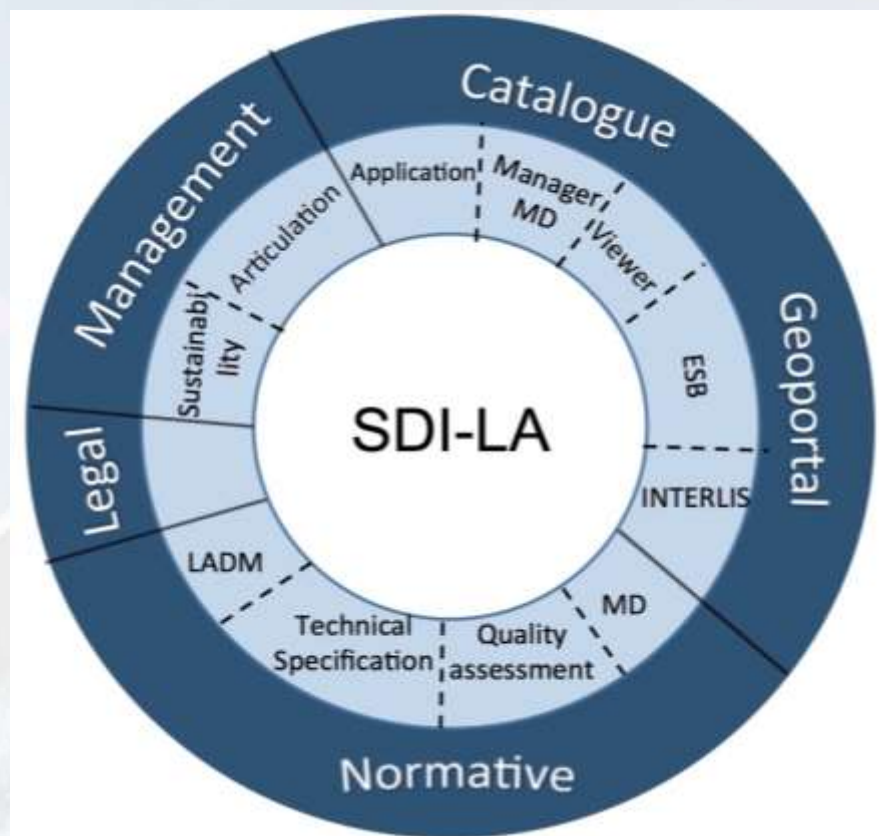 Catalogue
Geoportal
Normative
Legal
Management
Application
Manager
MD
Viewer
ESB
INTERLIS
MD
Quality
assessment
Technical
Specification
LADM
Sustainabi
lity
Articulation
SDI-LA